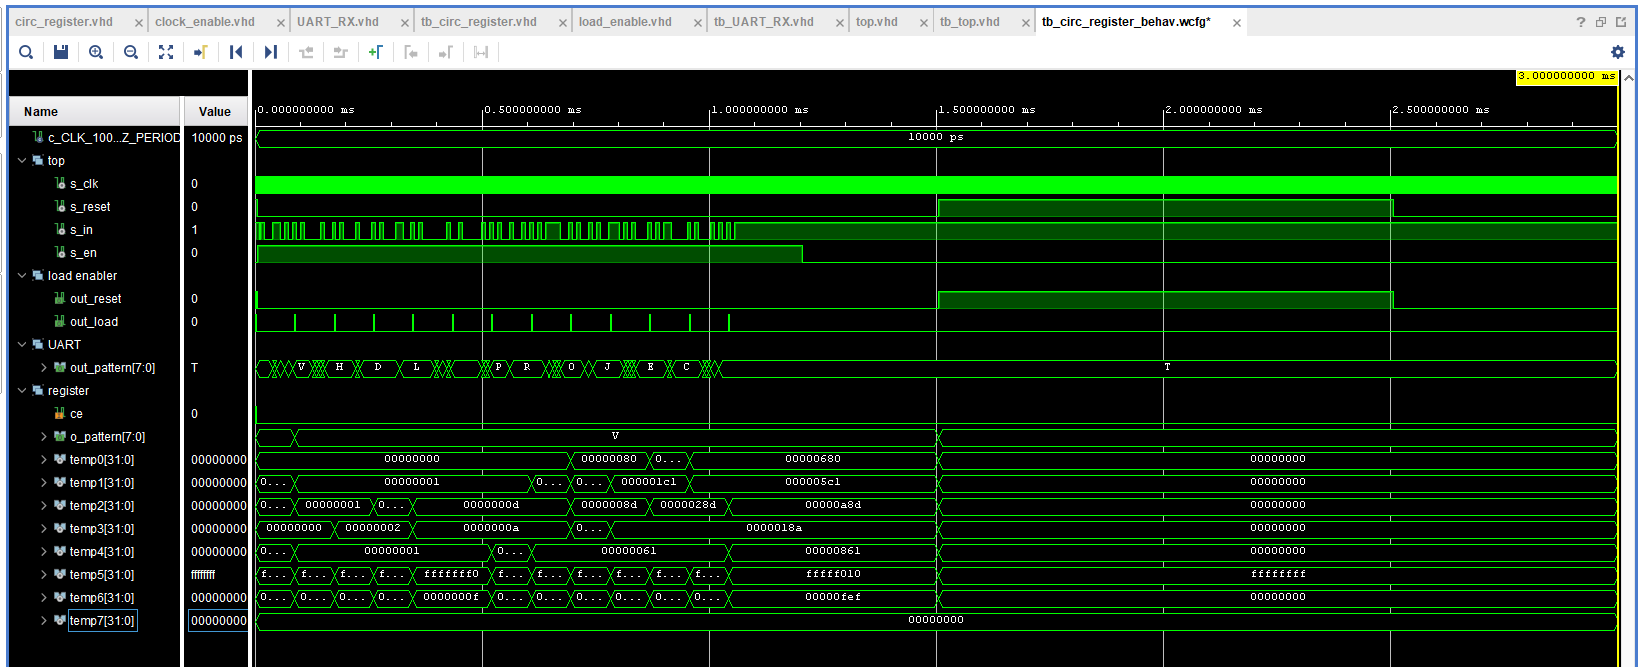 circ_register.vhd × clock_enable.vhd × UART_RX.vhd × tb_circ_register.vhd × load_enable.vhd × tb_UART_RX.vhd × top.vhd × tb_top.vhd × tb_circ_register_behav.wcfg* × ?
3.000000000 ms
Name Value 0.000000000 ms 0.500000000 ms 1.000000000 ms 1.500000000 ms 2.000000000 ms 2.500000000 ms
c_CLK_100...Z_PERIOD 10000 ps 10000 ps
top
s_clk 0
s_reset 0
s_in 1
s_en 0
load enabler
out_reset 0
out_load 0
UART
out_pattern[7:0] T V H D L P R O J E C T
register
ce 0
o_pattern[7:0] V
temp0[31:0] 00000000 00000000 00000080 0... 00000680 00000000
temp1[31:0] 00000000 0... 00000001 0... 0... 000001c1 000005c1 00000000
temp2[31:0] 00000000 0... 00000001 0... 0000000d 0000008d 0000028d 00000a8d 00000000
temp3[31:0] 00000000 00000000 00000002 0000000a 0... 0000018a 00000000
temp4[31:0] 00000000 0... 00000001 0... 00000061 00000861 00000000
temp5[31:0] ffffffff f... f... f... f... fffffff0 f... f... f... f... f... f... fffff010 ffffffff
temp6[31:0] 00000000 0... 0... 0... 0... 0000000f 0... 0... 0... 0... 0... 0... 00000fef 00000000
temp7[31:0] 00000000 00000000